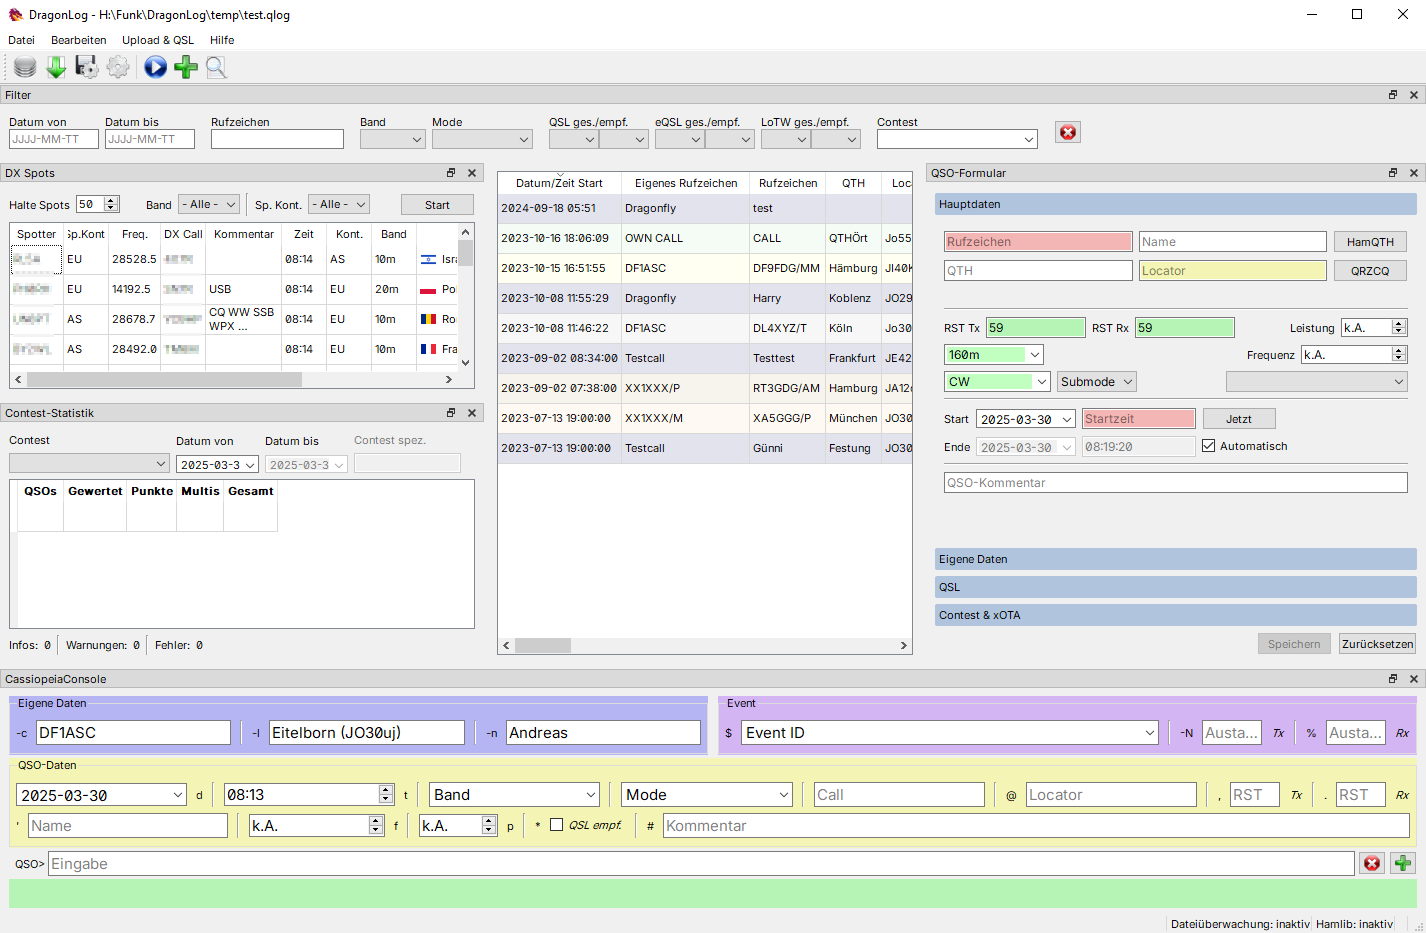 DragonLog - H:\Funk\DragonLog\temp\test.qlog
Datei Bearbeiten Upload & QSL Hilfe
Filter
Datum von Datum bis Rufzeichen Band Mode QSL ges./empf. eQSL ges./empf. LoTW ges./empf. Contest
JJJJ-MM-TT JJJJ-MM-TT
DX Spots
Halte Spots 50 Band - Alle - Sp. Kont. - Alle - Start
Spotter Sp.Kont Freq. DX Call Kommentar Zeit Kont. Band
EU 28528.5 08:14 AS 10m Isra
EU 14192.5 USB 08:14 EU 20m Pol
AS 28678.7 CQ WW SSB WPX ... 08:14 EU 10m Ror
AS 28492.0 08:14 EU 10m Fra
Contest-Statistik
Contest Datum von Datum bis Contest spez.
2025-03-3 2025-03-3
QSOs Gewertet Punkte Multis Gesamt
Infos: 0 Warnungen: 0 Fehler: 0
Datum/Zeit Start Eigenes Rufzeichen Rufzeichen QTH Loca
2024-09-18 05:51 Dragonfly test
2023-10-16 18:06:09 OWN CALL CALL QTHÖrt Jo55
2023-10-15 16:51:55 DF1ASC DF9FDG/MM Hämburg JI40K
2023-10-08 11:55:29 Dragonfly Harry Koblenz JO29
2023-10-08 11:46:22 DF1ASC DL4XYZ/T Köln Jo30
2023-09-02 08:34:00 Testcall Testtest Frankfurt JE42
2023-09-02 07:38:00 XX1XXX/P RT3GDG/AM Hamburg JA12
2023-07-13 19:00:00 XX1XXX/M XA5GGG/P München JO30
2023-07-13 19:00:00 Testcall Günni Festung JO30
QSO-Formular
Hauptdaten
Rufzeichen Name HamQTH
QTH Locator QRZCQ
RST Tx 59 RST Rx 59 Leistung k.A.
160m Frequenz k.A.
CW Submode
Start 2025-03-30 Startzeit Jetzt
Ende 2025-03-30 08:19:20 Automatisch
QSO-Kommentar
Eigene Daten
QSL
Contest & xOTA
Speichern Zurücksetzen
CassiopeiaConsole
Eigene Daten
-c DF1ASC -l Eitelborn (JO30uj) -n Andreas
Event
$ Event ID -N Austa... Tx % Austa... Rx
QSO-Daten
2025-03-30 d 08:13 t Band Mode Call @ Locator , RST Tx . RST Rx
' Name k.A. f k.A. p * QSL empf. # Kommentar
QSO> Eingabe
Dateiüberwachung: inaktiv Hamlib: inaktiv